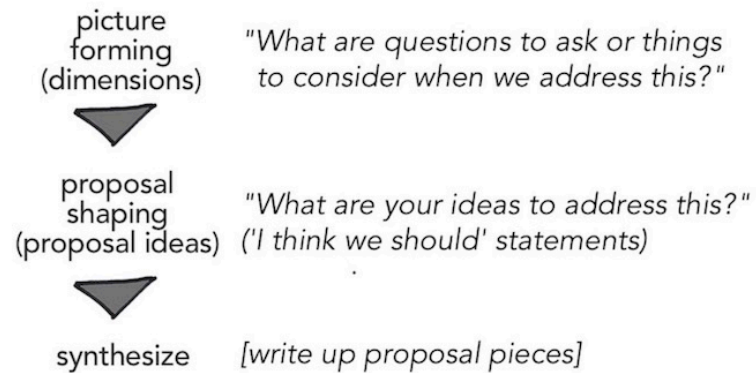 picture
forming
(dimensions)
"What are questions to ask or things
to consider when we address this?"
proposal
shaping
(proposal ideas)
"What are your ideas to address this?"
('I think we should' statements)
synthesize
[write up proposal pieces]